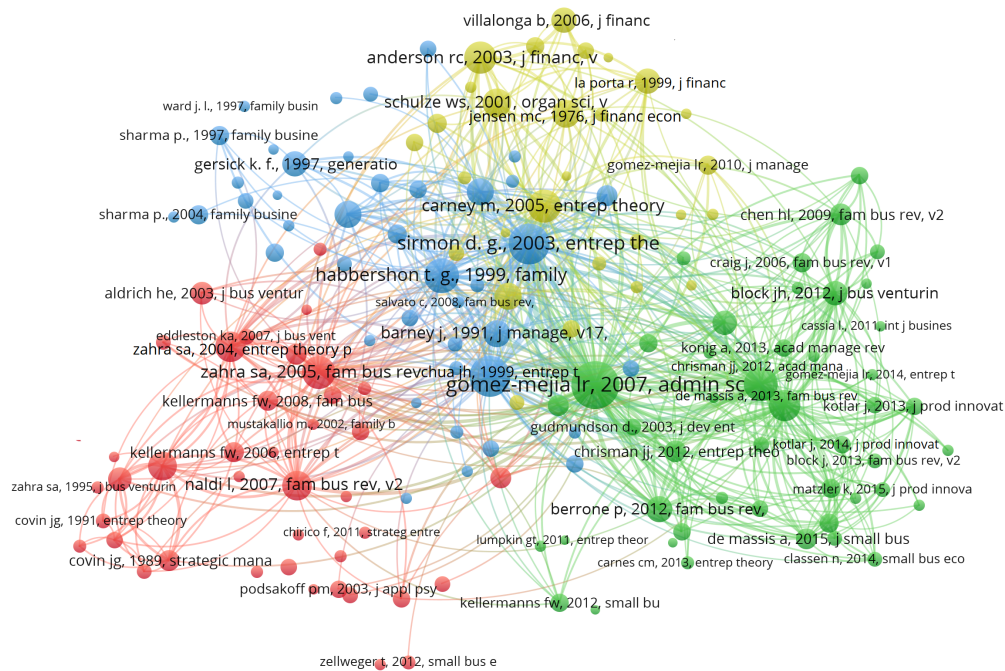 villalonga b, 2006, j financ
anderson rc, 2003, j financ, v
la porta r, 1999, j financ
schulze ws, 2001, organ sci, v
ward j. l., 1997, family busin
jensen mc, 1976, j financ econ
sharma p., 1997, family busine
gersick k. f., 1997, generatio
gomez-mejia lr, 2010, j manage
carney m, 2005, entrep theory
sharma p., 2004, family busine
chen hl, 2009, fam bus rev, v2
sirmon d. g., 2003, entrep the
craig j, 2006, fam bus rev, v1
habbershon t. g., 1999, family
aldrich he, 2003, j bus ventur
block jh, 2012, j bus venturin
salvato c, 2008, fam bus rev,
cassia l., 2011, int j busines
barney j, 1991, j manage, v17,
eddleston ka, 2007, j bus vent
zahra sa, 2004, entrep theory p
konig a, 2013, acad manage rev
chrisman jj, 2012, acad mana
zahra sa, 2005, fam bus rev
chua jh, 1999, entrep t
gomez-mejia lr, 2014, entrep t
gomez-mejia lr, 2007, admin sc
de massis a, 2013, fam bus rev
kellermanns fw, 2008, fam bus
kotlar j, 2013, j prod innovat
mustakallio m., 2002, family b
gudmundson d., 2003, j dev ent
kotlar j, 2014, j prod innovat
kellermanns fw, 2006, entrep t
chrisman jj, 2012, entrep theo
block j, 2013, fam bus rev, v2
zahra sa, 1995, j bus venturin
naldi l, 2007, fam bus rev, v2
matzler k, 2015, j prod innova
berrone p, 2012, fam bus rev,
covin jg, 1991, entrep theory
chirico f, 2011, strateg entre
lumpkin gt, 2011, entrep theor
de massis a, 2015, j small bus
covin jg, 1989, strategic mana
carnes cm, 2013, entrep theory
classen n, 2014, small bus eco
podsakoff pm, 2003, j appl psy
kellermanns fw, 2012, small bu
zellweger t, 2012, small bus e